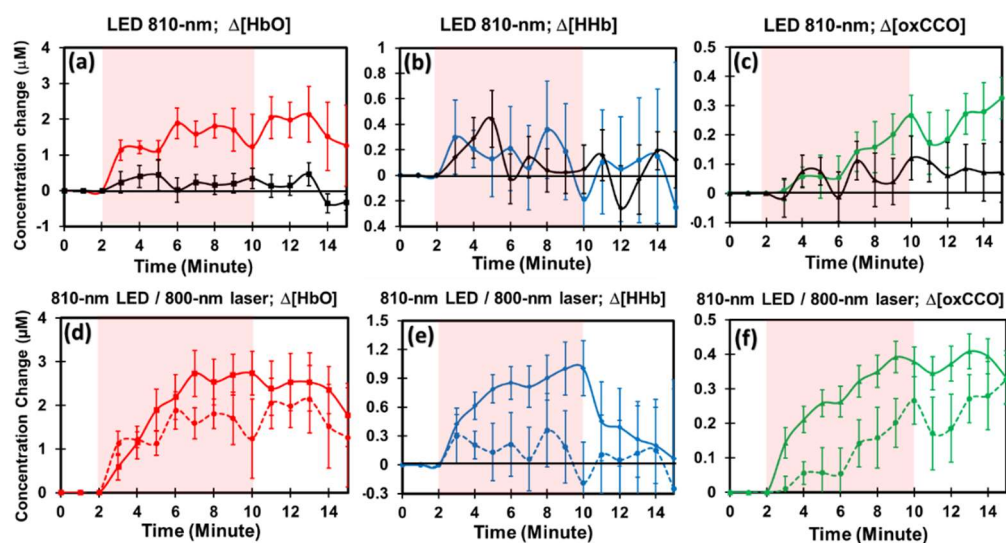 LED 810-nm; Δ[HbO]
LED 810-nm; Δ[HHb]
LED 810-nm; Δ[oxCCO]
Concentration change (μM)
(a)
4
3
2
1
0
-1
0 2 4 6 8 10 12 14
Time (Minute)
(b)
1
0.8
0.6
0.4
0.2
0
0.2
0.4
0 2 4 6 8 10 12 14
Time (Minute)
(c)
0.5
0.4
0.3
0.2
0.1
0
-0.1
0 2 4 6 8 10 12 14
Time (Minute)
810-nm LED / 800-nm laser; Δ[HbO]
810-nm LED / 800-nm laser; Δ[HHb]
810-nm LED / 800-nm laser; Δ[oxCCO]
Concentration Change (μM)
(d)
4
3
2
1
0
0 2 4 6 8 10 12 14
Time (Minute)
(e)
1.5
1.2
0.9
0.6
0.3
0
-0.3
0 2 4 6 8 10 12 14
Time (Minute)
(f)
0.5
0.4
0.3
0.2
0.1
0
0 2 4 6 8 10 12 14
Time (Minute)